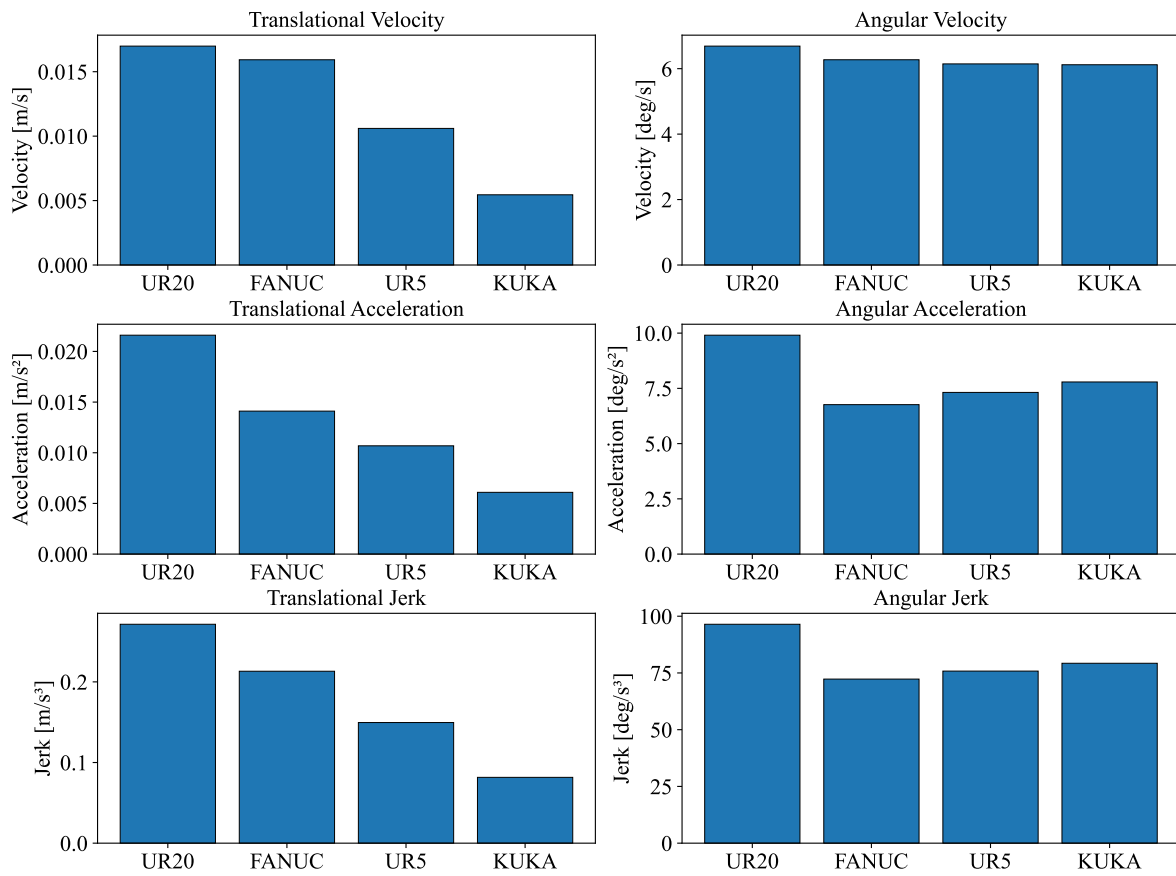 Translational Velocity
Velocity [m/s]
0.015
0.010
0.005
0.000
UR20 FANUC UR5 KUKA
Angular Velocity
Velocity [deg/s]
6
4
2
0
UR20 FANUC UR5 KUKA
Translational Acceleration
Acceleration [m/s²]
0.020
0.015
0.010
0.005
0.000
UR20 FANUC UR5 KUKA
Angular Acceleration
Acceleration [deg/s²]
10.0
7.5
5.0
2.5
0.0
UR20 FANUC UR5 KUKA
Translational Jerk
Jerk [m/s³]
0.2
0.1
0.0
UR20 FANUC UR5 KUKA
Angular Jerk
Jerk [deg/s³]
100
75
50
25
0
UR20 FANUC UR5 KUKA